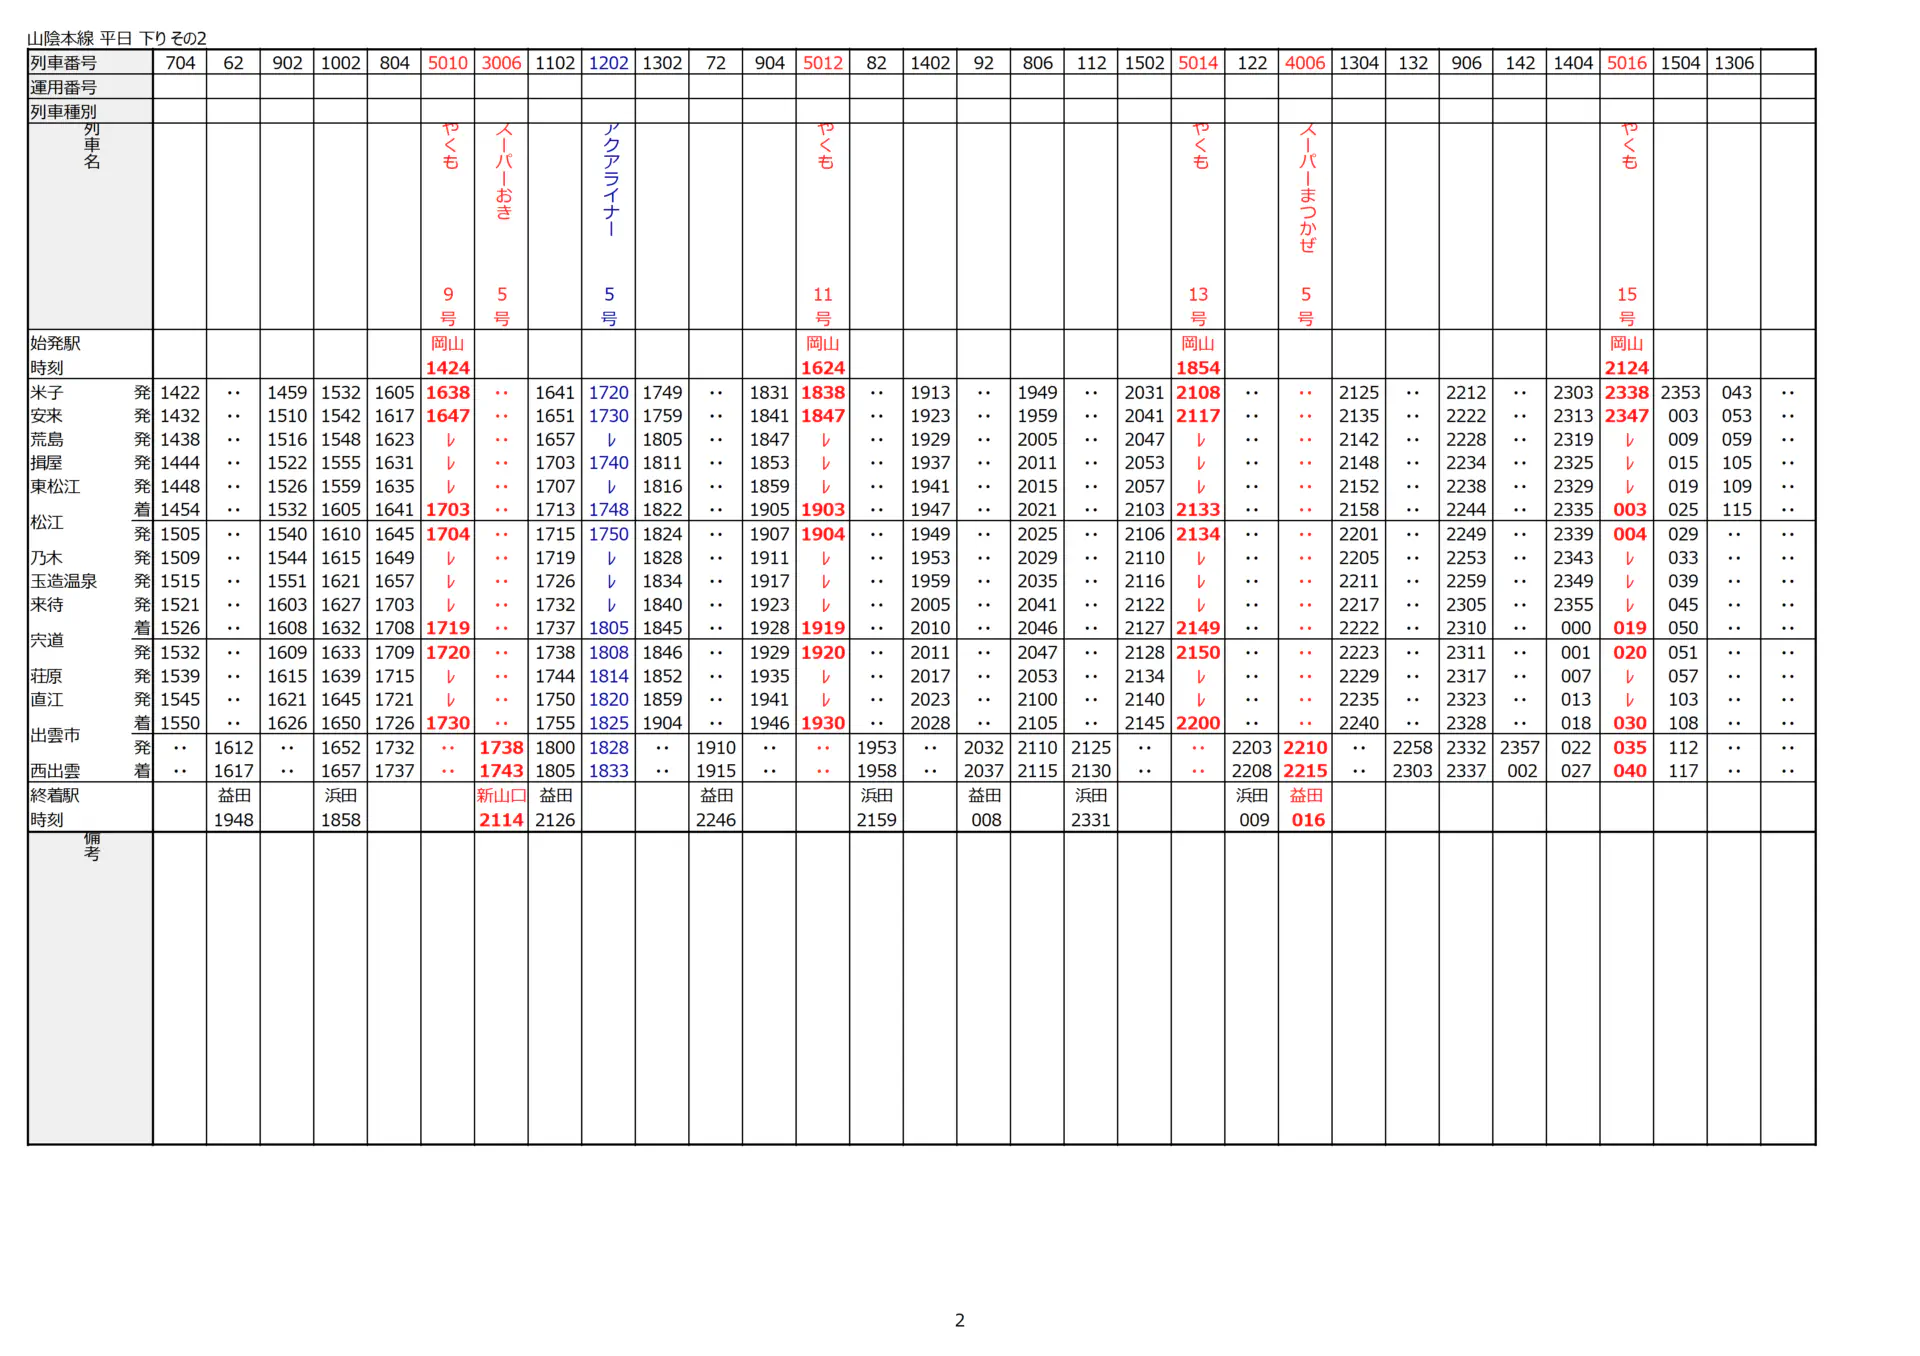 山陰本線 平日 下り その2
列車番号 704 62 902 1002 804 5010 3006 1102 1202 1302 72 904 5012 82 1402 92 806 112 1502 5014 122 4006 1304 132 906 142 1404 5016 1504 1306
運用番号
列車種別
列車名 やくも 9号 スーパーおき 5号 アクアライナー 5号 やくも 11号 やくも 13号 スーパーまつかぜ 5号 やくも 15号
始発駅 岡山 岡山 岡山 岡山
時刻 1424 1624 1854 2124
米子 発 1422 ‥ 1459 1532 1605 1638 ‥ 1641 1720 1749 ‥ 1831 1838 ‥ 1913 ‥ 1949 ‥ 2031 2108 ‥ ‥ 2125 ‥ 2212 ‥ 2303 2338 2353 043 ‥
安来 発 1432 ‥ 1510 1542 1617 1647 ‥ 1651 1730 1759 ‥ 1841 1847 ‥ 1923 ‥ 1959 ‥ 2041 2117 ‥ ‥ 2135 ‥ 2222 ‥ 2313 2347 003 053 ‥
荒島 発 1438 ‥ 1516 1548 1623 レ ‥ 1657 レ 1805 ‥ 1847 レ ‥ 1929 ‥ 2005 ‥ 2047 レ ‥ ‥ 2142 ‥ 2228 ‥ 2319 レ 009 059 ‥
揖屋 発 1444 ‥ 1522 1555 1631 レ ‥ 1703 1740 1811 ‥ 1853 レ ‥ 1937 ‥ 2011 ‥ 2053 レ ‥ ‥ 2148 ‥ 2234 ‥ 2325 レ 015 105 ‥
東松江 発 1448 ‥ 1526 1559 1635 レ ‥ 1707 レ 1816 ‥ 1859 レ ‥ 1941 ‥ 2015 ‥ 2057 レ ‥ ‥ 2152 ‥ 2238 ‥ 2329 レ 019 109 ‥
松江 着 1454 ‥ 1532 1605 1641 1703 ‥ 1713 1748 1822 ‥ 1905 1903 ‥ 1947 ‥ 2021 ‥ 2103 2133 ‥ ‥ 2158 ‥ 2244 ‥ 2335 003 025 115 ‥
発 1505 ‥ 1540 1610 1645 1704 ‥ 1715 1750 1824 ‥ 1907 1904 ‥ 1949 ‥ 2025 ‥ 2106 2134 ‥ ‥ 2201 ‥ 2249 ‥ 2339 004 029 ‥ ‥
乃木 発 1509 ‥ 1544 1615 1649 レ ‥ 1719 レ 1828 ‥ 1911 レ ‥ 1953 ‥ 2029 ‥ 2110 レ ‥ ‥ 2205 ‥ 2253 ‥ 2343 レ 033 ‥ ‥
玉造温泉 発 1515 ‥ 1551 1621 1657 レ ‥ 1726 レ 1834 ‥ 1917 レ ‥ 1959 ‥ 2035 ‥ 2116 レ ‥ ‥ 2211 ‥ 2259 ‥ 2349 レ 039 ‥ ‥
来待 発 1521 ‥ 1603 1627 1703 レ ‥ 1732 レ 1840 ‥ 1923 レ ‥ 2005 ‥ 2041 ‥ 2122 レ ‥ ‥ 2217 ‥ 2305 ‥ 2355 レ 045 ‥ ‥
宍道 着 1526 ‥ 1608 1632 1708 1719 ‥ 1737 1805 1845 ‥ 1928 1919 ‥ 2010 ‥ 2046 ‥ 2127 2149 ‥ ‥ 2222 ‥ 2310 ‥ 000 019 050 ‥ ‥
発 1532 ‥ 1609 1633 1709 1720 ‥ 1738 1808 1846 ‥ 1929 1920 ‥ 2011 ‥ 2047 ‥ 2128 2150 ‥ ‥ 2223 ‥ 2311 ‥ 001 020 051 ‥ ‥
荘原 発 1539 ‥ 1615 1639 1715 レ ‥ 1744 1814 1852 ‥ 1935 レ ‥ 2017 ‥ 2053 ‥ 2134 レ ‥ ‥ 2229 ‥ 2317 ‥ 007 レ 057 ‥ ‥
直江 発 1545 ‥ 1621 1645 1721 レ ‥ 1750 1820 1859 ‥ 1941 レ ‥ 2023 ‥ 2100 ‥ 2140 レ ‥ ‥ 2235 ‥ 2323 ‥ 013 レ 103 ‥ ‥
出雲市 着 1550 ‥ 1626 1650 1726 1730 ‥ 1755 1825 1904 ‥ 1946 1930 ‥ 2028 ‥ 2105 ‥ 2145 2200 ‥ ‥ 2240 ‥ 2328 ‥ 018 030 108 ‥ ‥
発 ‥ 1612 ‥ 1652 1732 ‥ 1738 1800 1828 ‥ 1910 ‥ ‥ 1953 ‥ 2032 2110 2125 ‥ ‥ 2203 2210 ‥ 2258 2332 2357 022 035 112 ‥ ‥
西出雲 着 ‥ 1617 ‥ 1657 1737 ‥ 1743 1805 1833 ‥ 1915 ‥ ‥ 1958 ‥ 2037 2115 2130 ‥ ‥ 2208 2215 ‥ 2303 2337 002 027 040 117 ‥ ‥
終着駅 益田 浜田 新山口 益田 益田 浜田 益田 浜田 浜田 益田
時刻 1948 1858 2114 2126 2246 2159 008 2331 009 016
備考
2